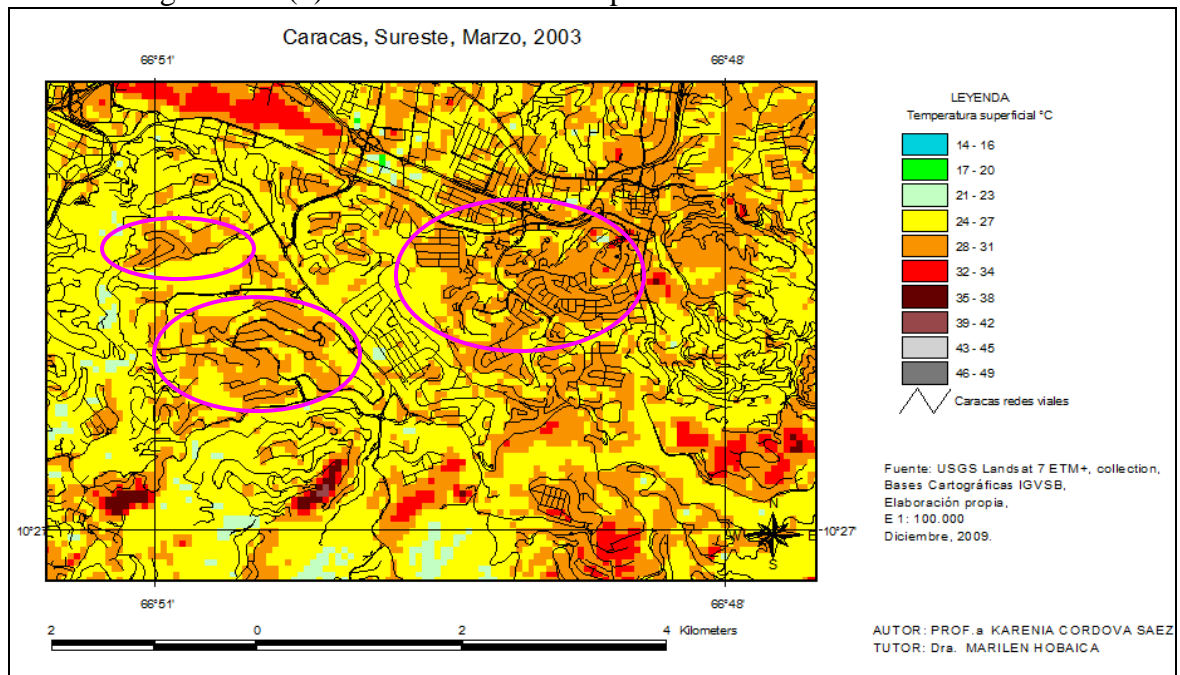 Caracas, Sureste, Marzo, 2003
66°51'
66°48'
LEYENDA
Temperatura superficial °C
14 - 16
17 - 20
21 - 23
24 - 27
28 - 31
32 - 34
35 - 38
39 - 42
43 - 45
46 - 49
Caracas redes viales
Fuente: USGS Landsat 7 ETM+, collection,
Bases Cartográficas IGVSB,
Elaboración propia,
E 1: 100.000
Diciembre, 2009.
10°27'
N
W
E
S
10°27'
66°51'
66°48'
2 0 2 4 Kilometers
AUTOR: PROF.a KARENIA CORDOVA SAEZ
TUTOR: Dra. MARILEN HOBAICA